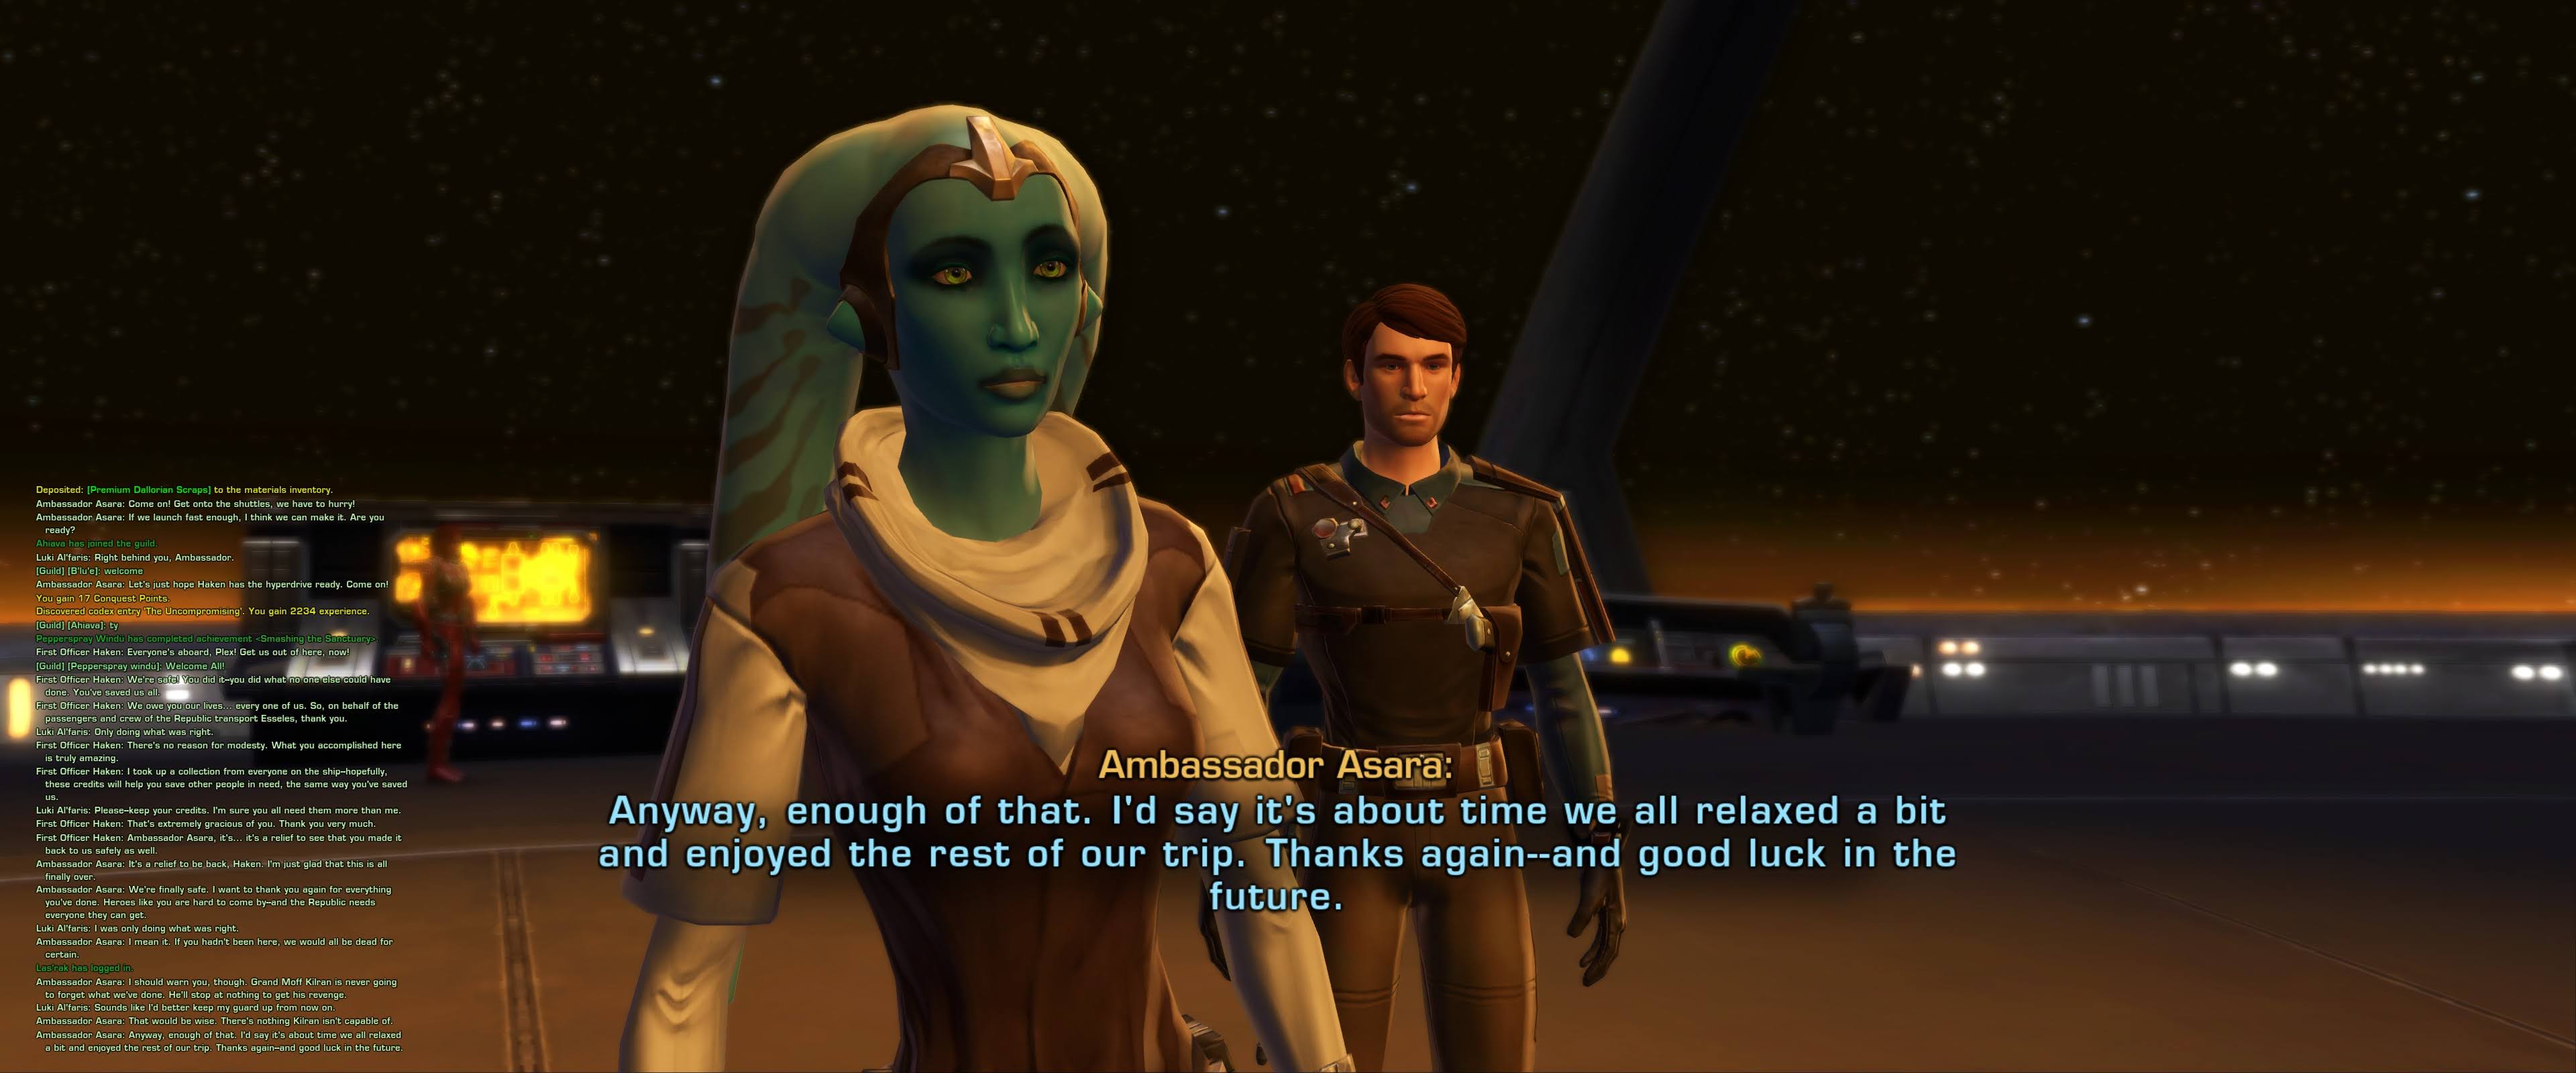 Deposited: [Premium Dallorian Scraps] to the materials inventory.
Ambassador Asara: Come on! Get onto the shuttles, we have to hurry!
Ambassador Asara: If we launch fast enough, I think we can make it. Are you
ready?
Ahiava has joined the guild.
Luki Al'faris: Right behind you, Ambassador.
[Guild] [B'lu'e]: welcome
Ambassador Asara: Let's just hope Haken has the hyperdrive ready. Come on!
You gain 17 Conquest Points.
Discovered codex entry 'The Uncompromising'. You gain 2234 experience.
[Guild] [Ahiava]: ty
Pepperspray Windu has completed achievement <Smashing the Sanctuary>
First Officer Haken: Everyone's aboard, Plex! Get us out of here, now!
[Guild] [Pepperspray windu]: Welcome All!
First Officer Haken: We're safe! You did it--you did what no one else could have
done. You've saved us all.
First Officer Haken: We owe you our lives... every one of us. So, on behalf of the
passengers and crew of the Republic transport Esseles, thank you.
Luki Al'faris: Only doing what was right.
First Officer Haken: There's no reason for modesty. What you accomplished here
is truly amazing.
First Officer Haken: I took up a collection from everyone on the ship--hopefully,
these credits will help you save other people in need, the same way you've saved
us.
Luki Al'faris: Please--keep your credits. I'm sure you all need them more than me.
First Officer Haken: That's extremely gracious of you. Thank you very much.
First Officer Haken: Ambassador Asara, it's... it's a relief to see that you made it
back to us safely as well.
Ambassador Asara: It's a relief to be back, Haken. I'm just glad that this is all
finally over.
Ambassador Asara: We're finally safe. I want to thank you again for everything
you've done. Heroes like you are hard to come by--and the Republic needs
everyone they can get.
Luki Al'faris: I was only doing what was right.
Ambassador Asara: I mean it. If you hadn't been here, we would all be dead for
certain.
Las'rak has logged in.
Ambassador Asara: I should warn you, though. Grand Moff Kilran is never going
to forget what we've done. He'll stop at nothing to get his revenge.
Luki Al'faris: Sounds like I'd better keep my guard up from now on.
Ambassador Asara: That would be wise. There's nothing Kilran isn't capable of.
Ambassador Asara: Anyway, enough of that. I'd say it's about time we all relaxed
a bit and enjoyed the rest of our trip. Thanks again--and good luck in the future.
Ambassador Asara:
Anyway, enough of that. I'd say it's about time we all relaxed a bit
and enjoyed the rest of our trip. Thanks again--and good luck in the
future.